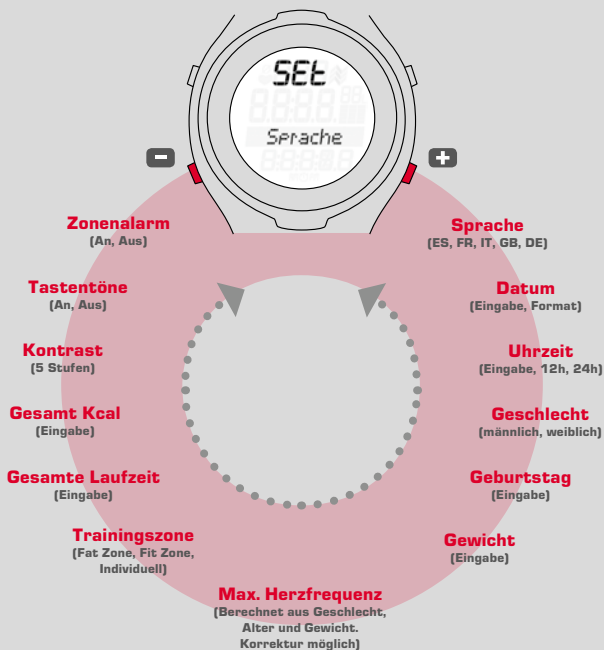 SEt
Sprache
–
+
Sprache
(ES, FR, IT, GB, DE)
Datum
(Eingabe, Format)
Uhrzeit
(Eingabe, 12h, 24h)
Geschlecht
(männlich, weiblich)
Geburtstag
(Eingabe)
Gewicht
(Eingabe)
Max. Herzfrequenz
(Berechnet aus Geschlecht,
Alter und Gewicht.
Korrektur möglich)
Trainingszone
(Fat Zone, Fit Zone,
Individuell)
Gesamte Laufzeit
(Eingabe)
Gesamt Kcal
(Eingabe)
Kontrast
(5 Stufen)
Tastentöne
(An, Aus)
Zonenalarm
(An, Aus)